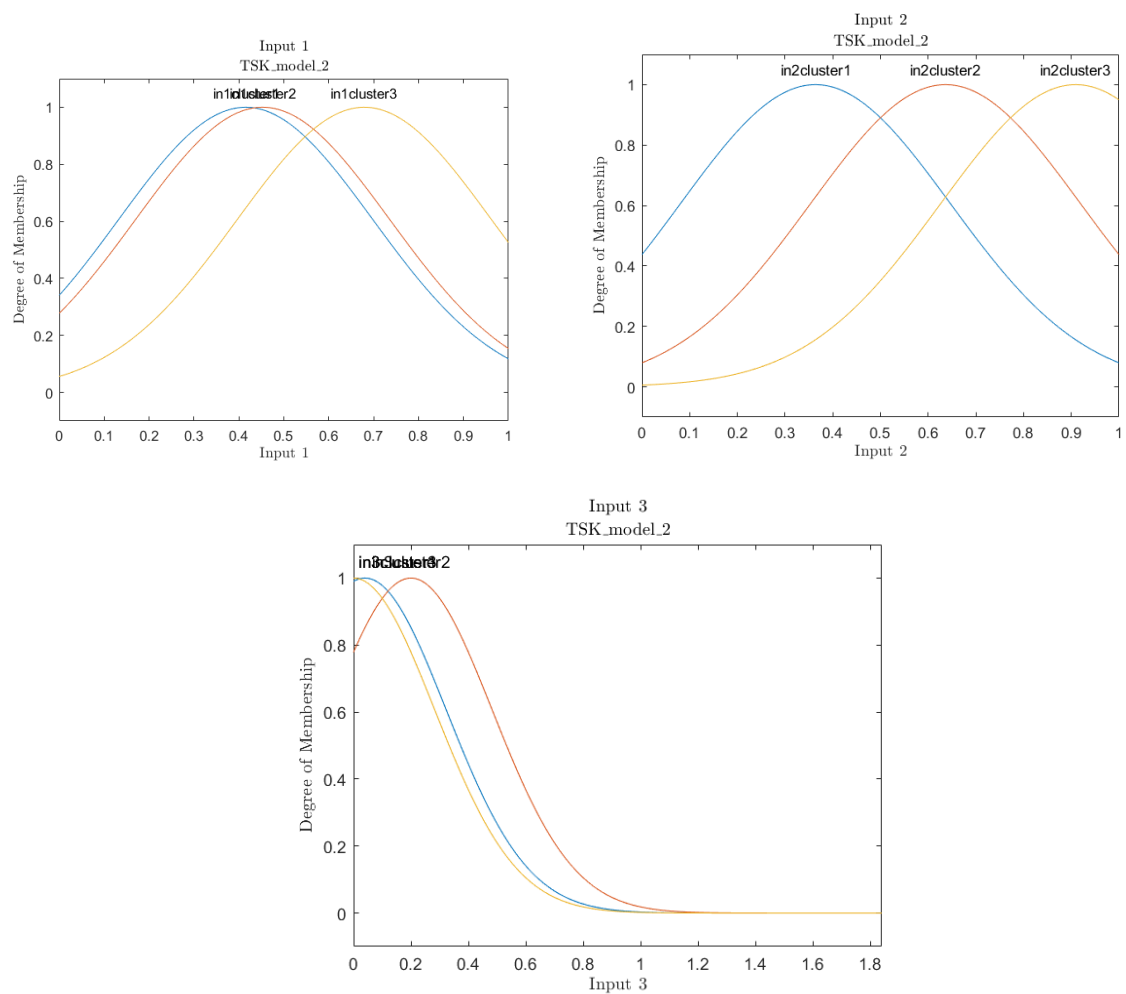 Input 1
TSK_model_2
in1cluster2
in1cluster3
1
0.8
0.6
0.4
0.2
0
Degree of Membership
0 0.1 0.2 0.3 0.4 0.5 0.6 0.7 0.8 0.9 1
Input 1
Input 2
TSK_model_2
in2cluster1 in2cluster2 in2cluster3
1
0.8
0.6
0.4
0.2
0
Degree of Membership
0 0.1 0.2 0.3 0.4 0.5 0.6 0.7 0.8 0.9 1
Input 2
Input 3
TSK_model_2
1
0.8
0.6
0.4
0.2
0
Degree of Membership
0 0.2 0.4 0.6 0.8 1 1.2 1.4 1.6 1.8
Input 3